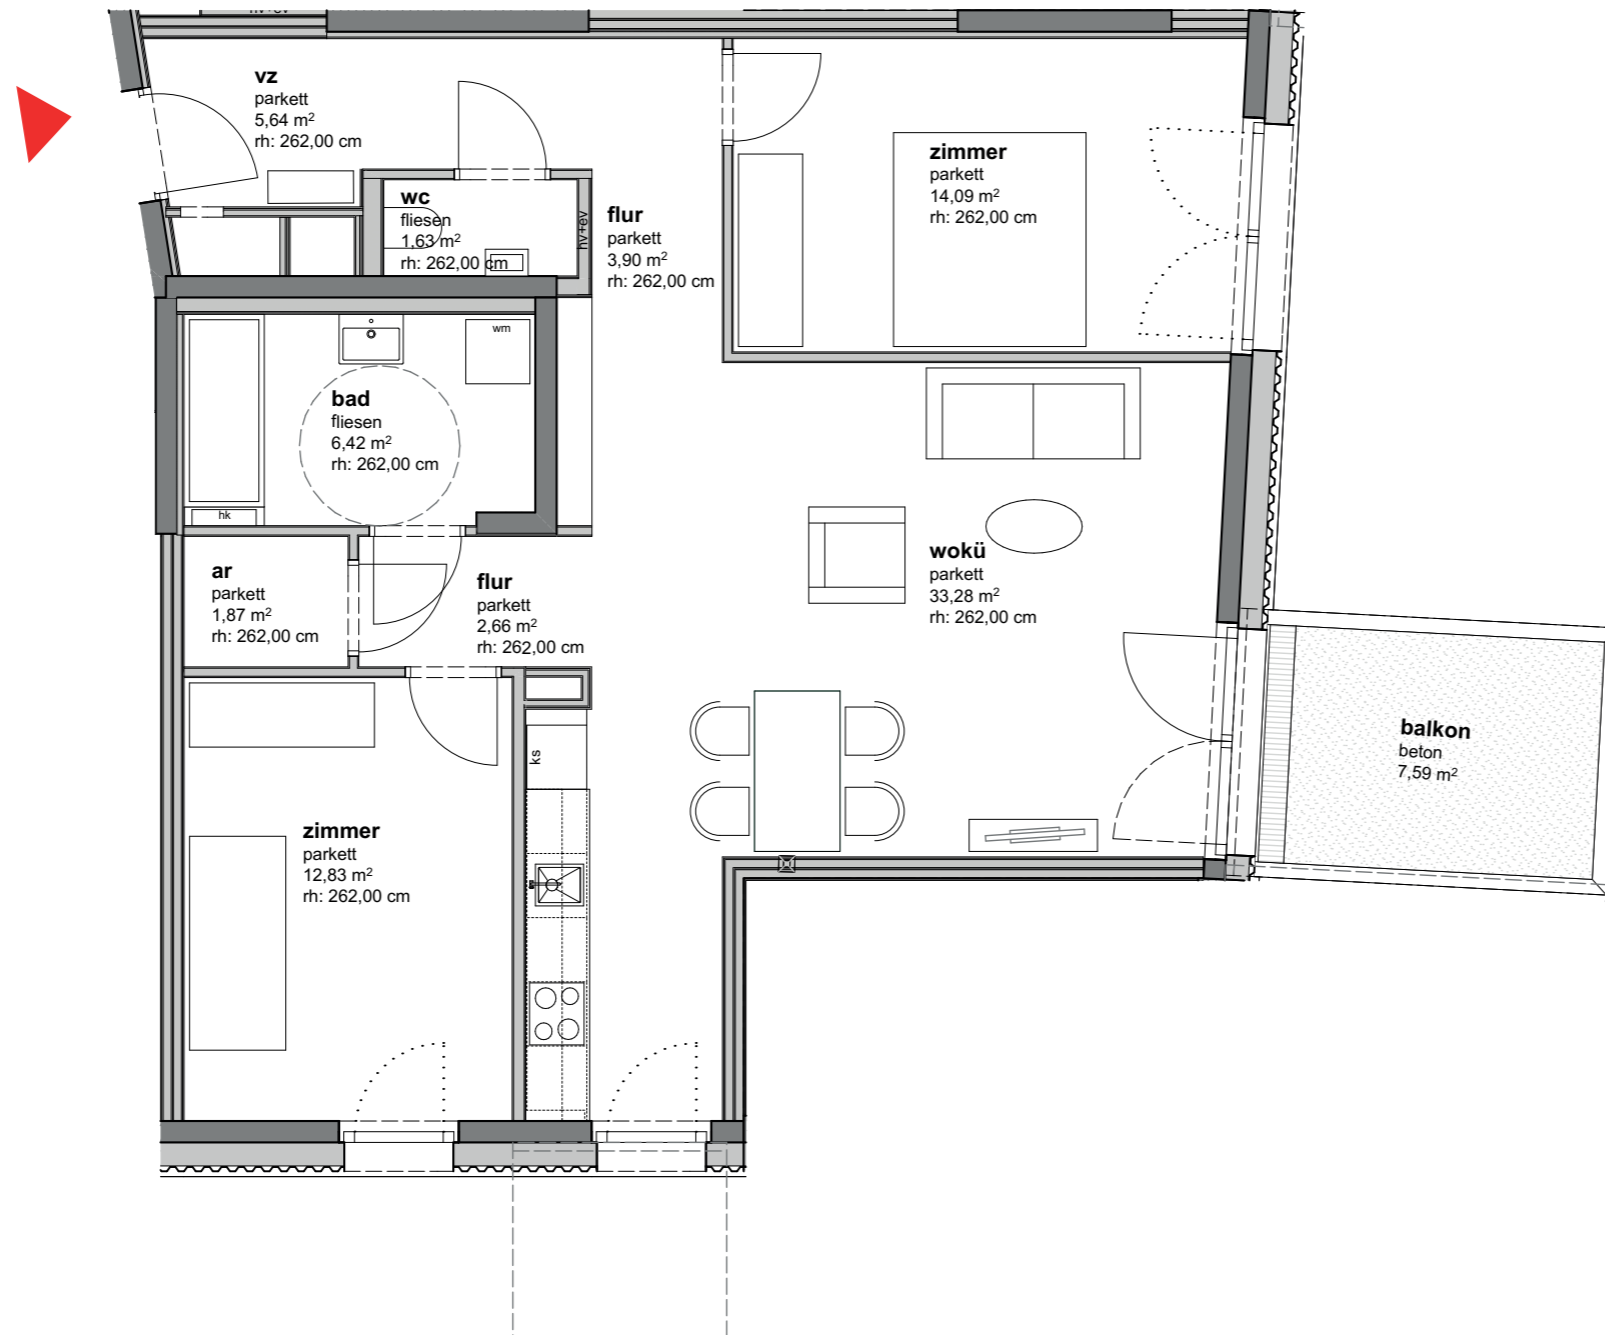 hv+ev
vz
parkett
5,64 m²
rh: 262,00 cm
wc
fliesen
1,63 m²
rh: 262,00 cm
hv+ev
flur
parkett
3,90 m²
rh: 262,00 cm
zimmer
parkett
14,09 m²
rh: 262,00 cm
wm
bad
fliesen
6,42 m²
rh: 262,00 cm
hk
ar
parkett
1,87 m²
rh: 262,00 cm
flur
parkett
2,66 m²
rh: 262,00 cm
wokü
parkett
33,28 m²
rh: 262,00 cm
balkon
beton
7,59 m²
ks
zimmer
parkett
12,83 m²
rh: 262,00 cm